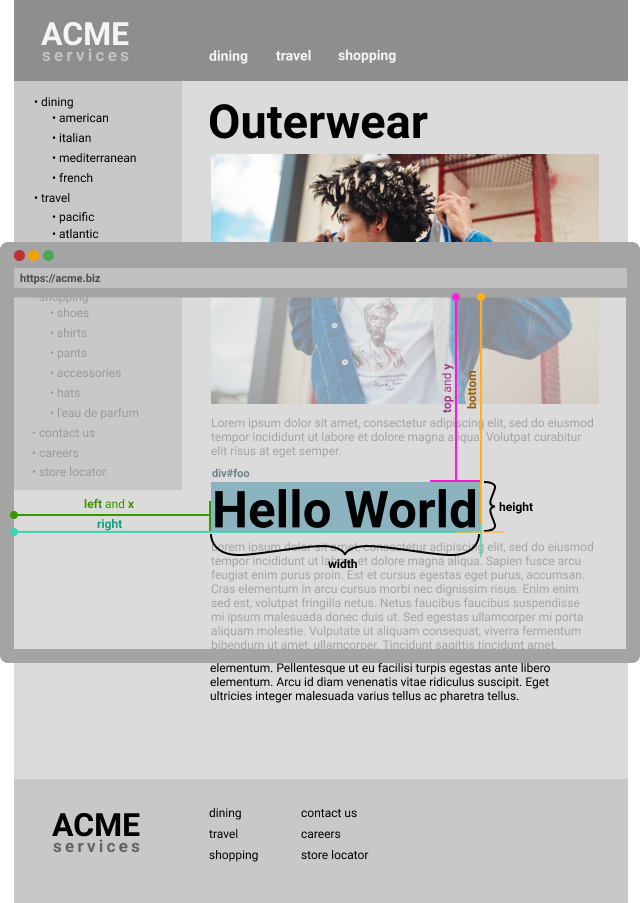 ACME
services
dining travel shopping
• dining
• american
• italian
• mediterranean
• french
• travel
• pacific
• atlantic
Outerwear
https://acme.biz
shopping
• shoes
• shirts
• pants
• accessories
• hats
• l'eau de parfum
• contact us
• careers
• store locator
top and y
bottom
Lorem ipsum dolor sit amet, consectetur adipiscing elit, sed do eiusmod
tempor incididunt ut labore et dolore magna aliqua. Volutpat curabitur
elit risus at eget semper.
div#foo
Hello World
height
left and x
right
width
Lorem ipsum dolor sit amet, consectetur adipiscing elit, sed do eiusmod
tempor incididunt ut labore et dolore magna aliqua. Sapien fusce arcu
feugiat enim purus proin. Est et cursus egestas eget purus, accumsan.
Cras elementum in arcu cursus morbi nec dignissim risus. Enim enim
sed est, volutpat fringilla netus. Netus faucibus faucibus suspendisse
mi ipsum malesuada donec duis ut. Sed egestas ullamcorper mi porta
aliquam molestie. Vulputate ut aliquam consequat, viverra fermentum
bibendum ut amet, ullamcorper. Tincidunt sagittis tincidunt amet,
elementum. Pellentesque ut eu facilisi turpis egestas ante libero
elementum. Arcu id diam venenatis vitae ridiculus suscipit. Eget
ultricies integer malesuada varius tellus ac pharetra tellus.
ACME
services
dining
travel
shopping
contact us
careers
store locator